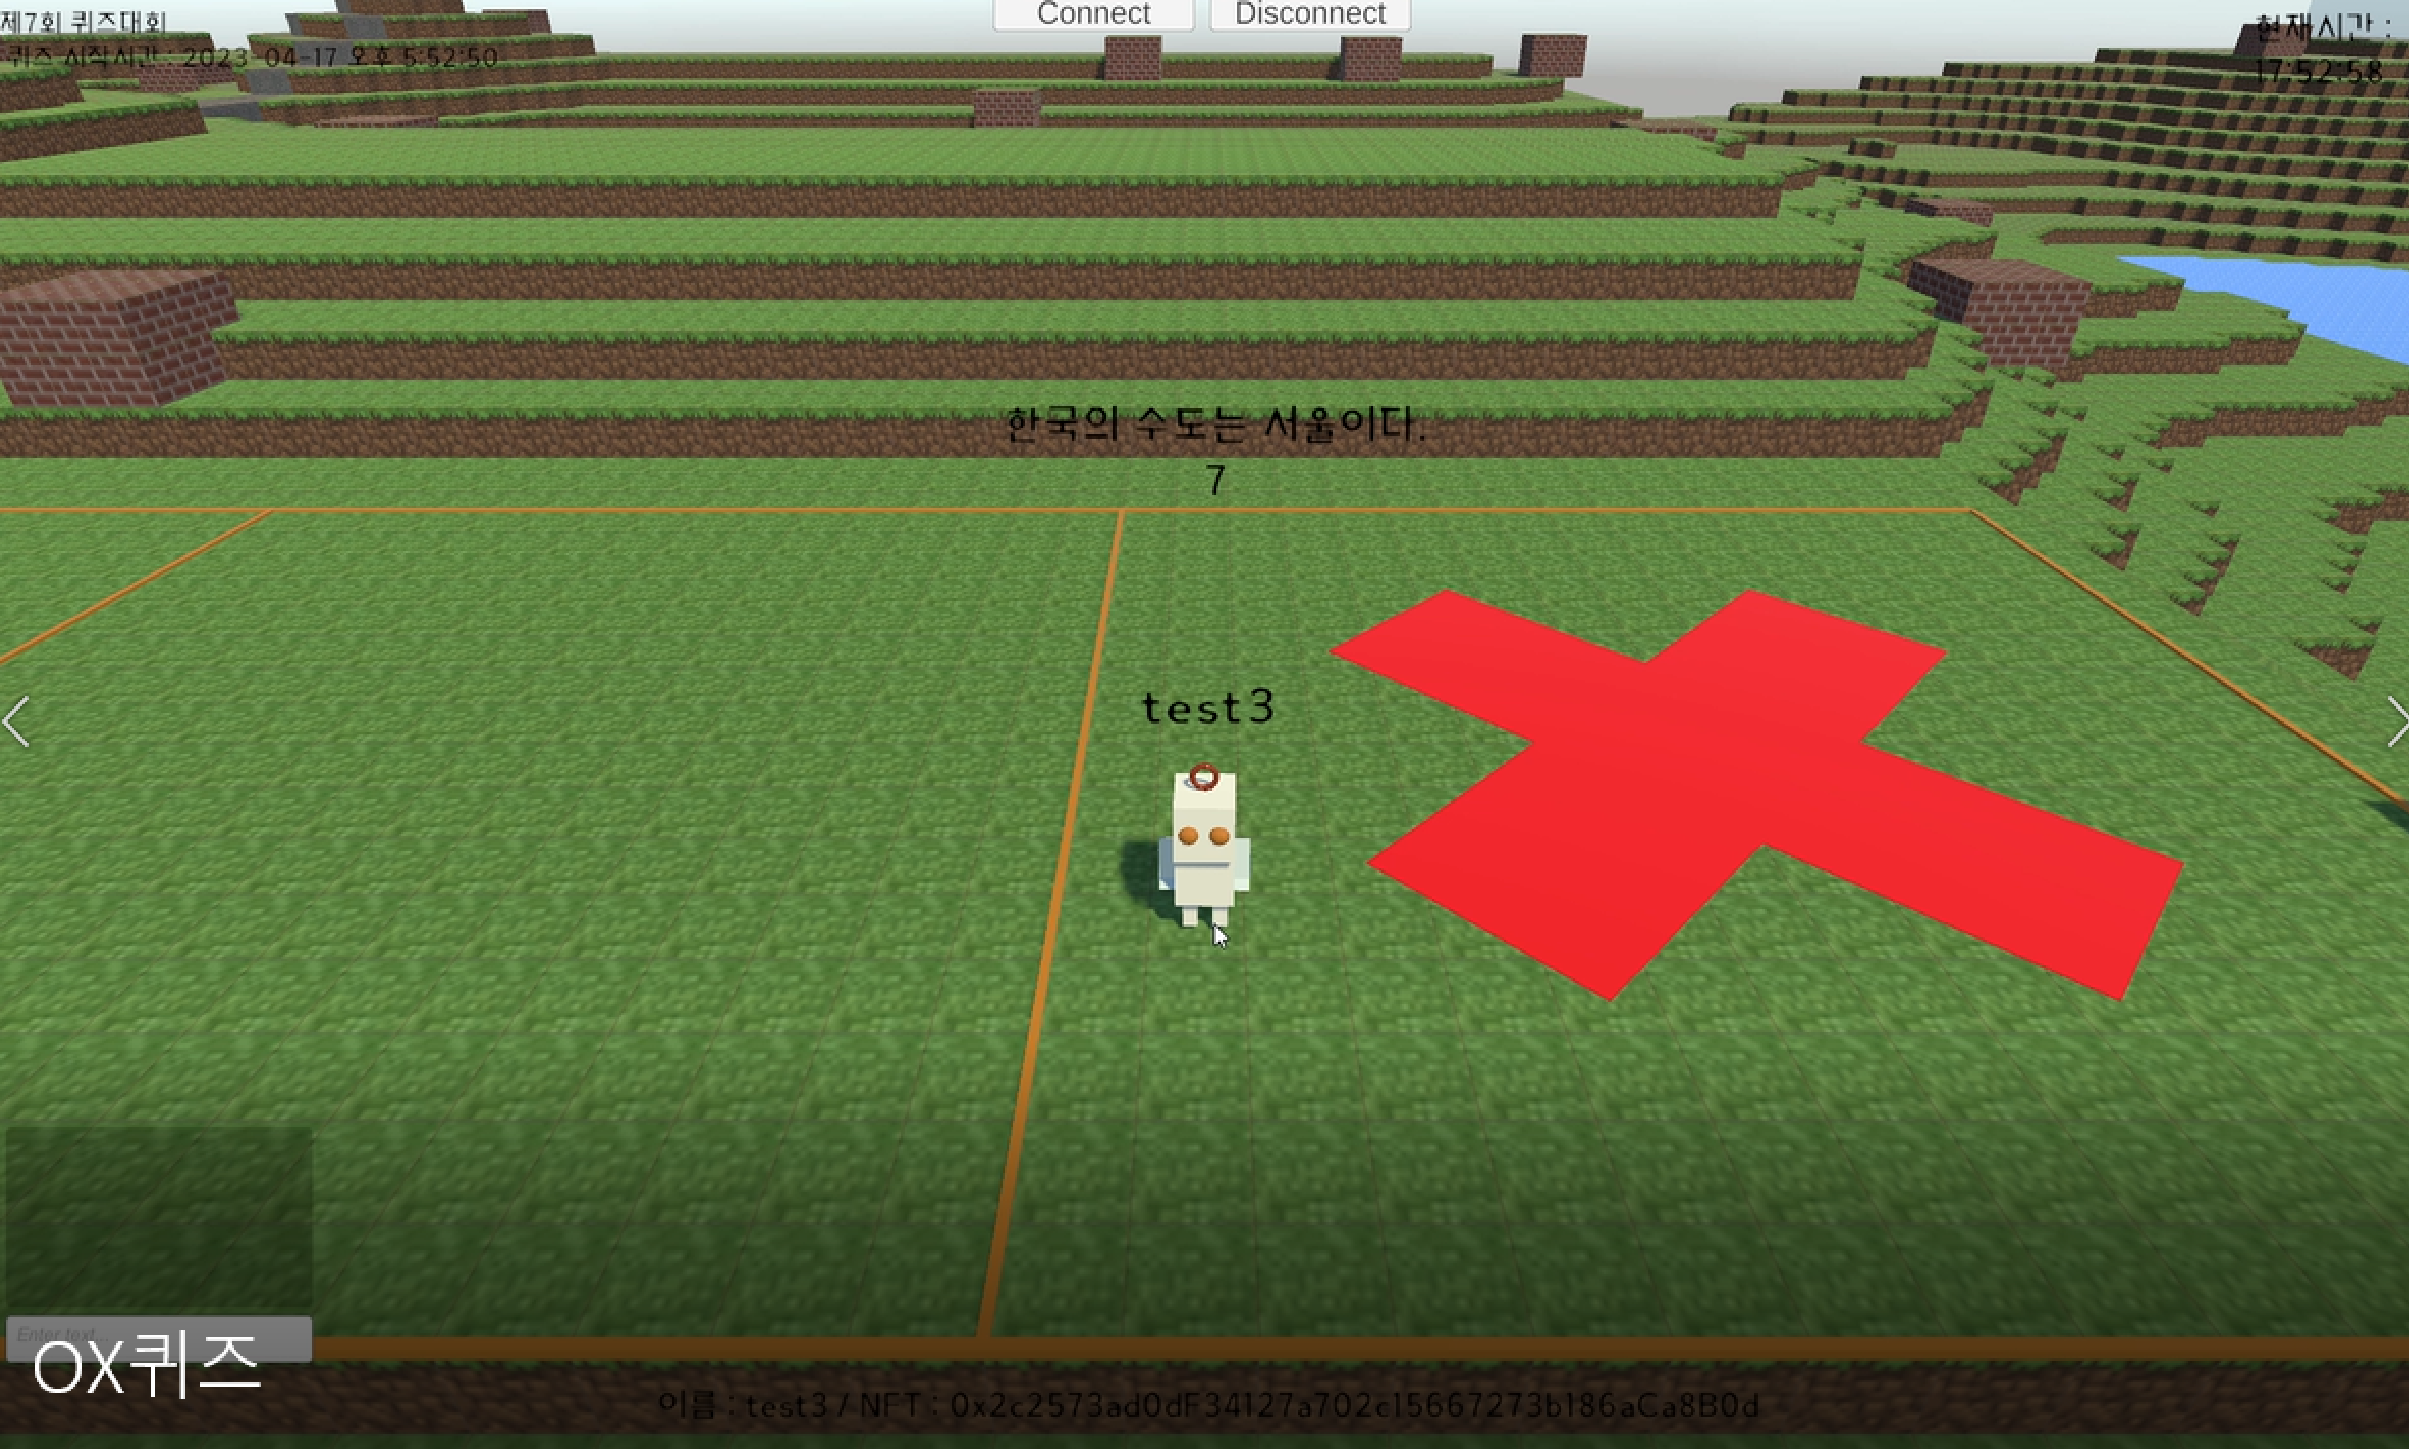 제7회 퀴즈대회
퀴즈 시작시간 : 2023-04-17 오후 5:52:50
Connect
Disconnect
현재시간 :
17:52:58
한국의 수도는 서울이다.
7
test3
Enter text...
OX퀴즈
이름 : test3 / NFT : 0x2c2573ad0dF34127a702c15667273b186aCa8B0d